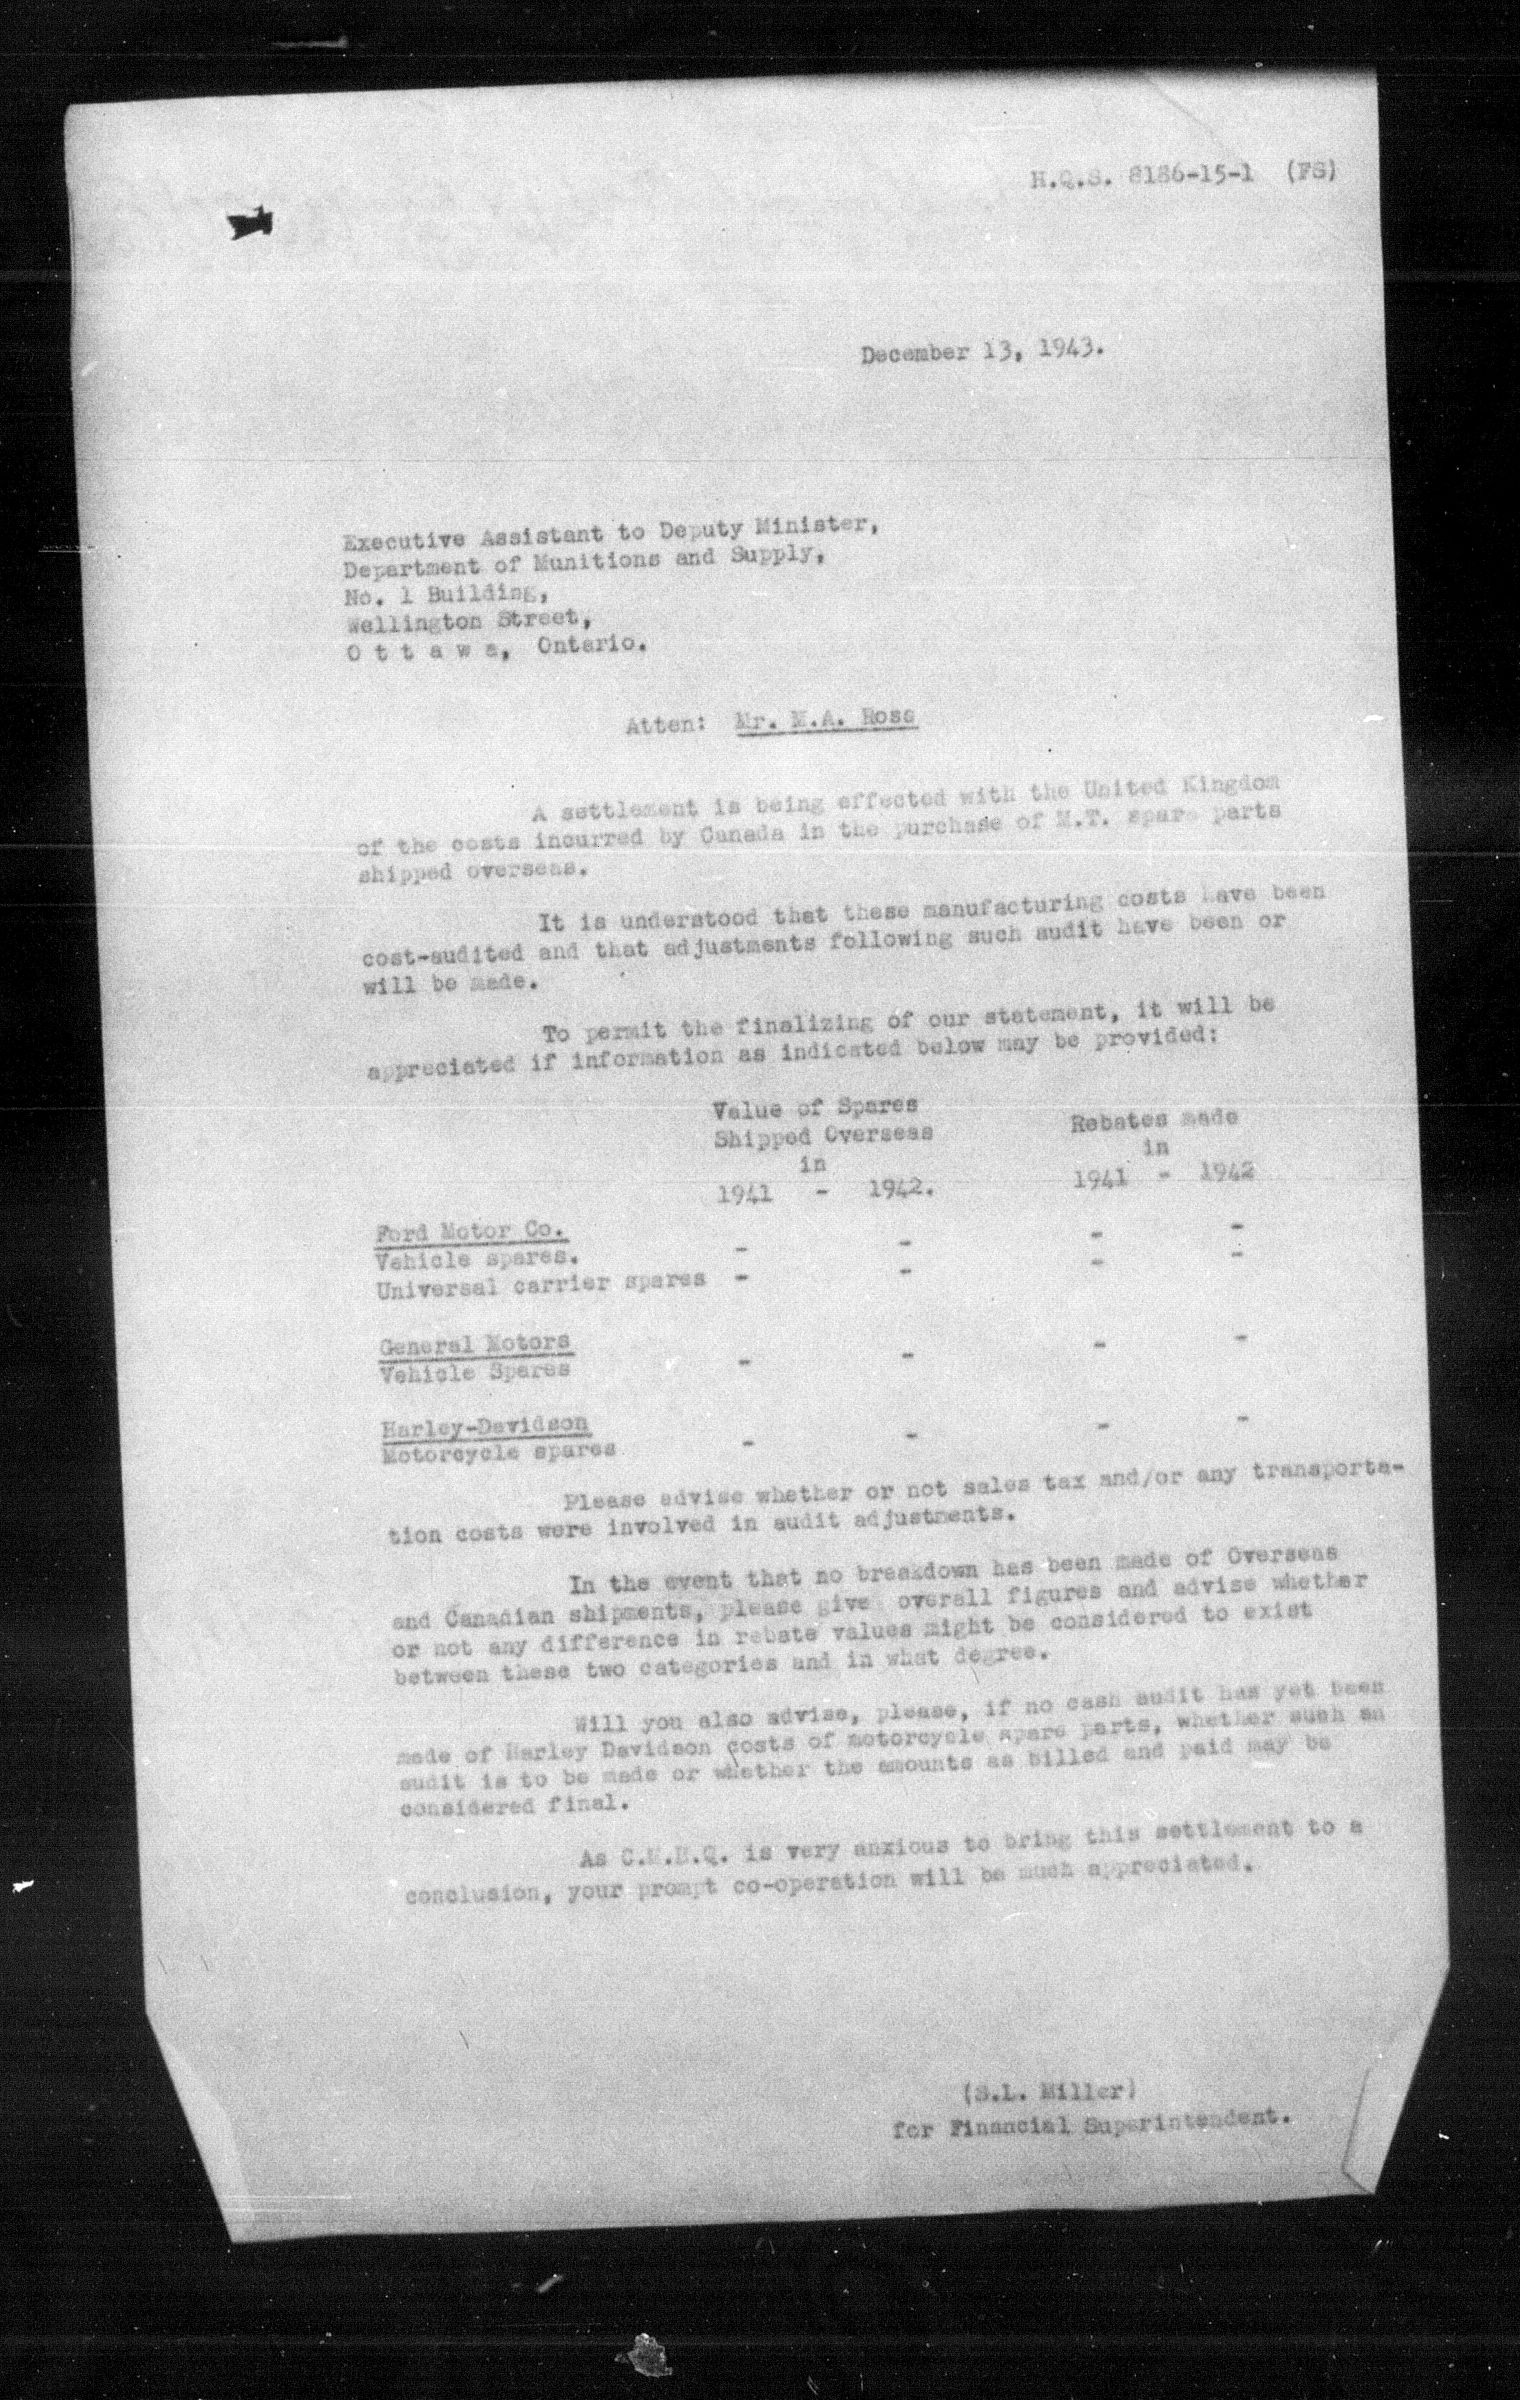 H.Q.S. 8186-15-1 (FS)
December 13, 1943.
Executive Assistant to Deputy Minister,
Department of Munitions and Supply,
No. 1 Building,
Wellington Street,
O t t a w a, Ontario.
Atten: Mr. M.A. Ross
A settlement is being effected with the United Kingdom
of the costs incurred by Canada in the purchase of M.T. spare parts
shipped overseas.
It is understood that these manufacturing costs have been
cost-audited and that adjustments following such audit have been or
will be made.
To permit the finalizing of our statement, it will be
appreciated if information as indicated below may be provided:
Value of Spares
Shipped Overseas
in
1941 - 1942.
Rebates made
in
1941 - 1942
Ford Motor Co.
Vehicle spares. - - - -
Universal carrier spares - - - -
General Motors
Vehicle Spares - - - -
Harley-Davidson
Motorcycle spares - - - -
Please advise whether or not sales tax and/or any transporta-
tion costs were involved in audit adjustments.
In the event that no breakdown has been made of Overseas
and Canadian shipments, please give overall figures and advise whether
or not any difference in rebate values might be considered to exist
between these two categories and in what degree.
Will you also advise, please, if no cash audit has yet been
made of Harley Davidson costs of motorcycle spare parts, whether such an
audit is to be made or whether the amounts as billed and paid may be
considered final.
As C.M.H.Q. is very anxious to bring this settlement to a
conclusion, your prompt co-operation will be much appreciated.
(S.L. Miller)
for Financial Superintendent.